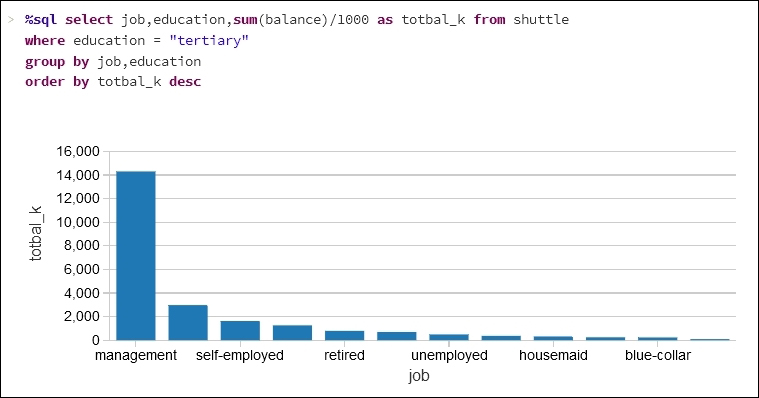 > %sql select job,education,sum(balance)/1000 as totbal_k from shuttle
where education = "tertiary"
group by job,education
order by totbal_k desc
16,000
14,000
12,000
10,000
8,000
6,000
4,000
2,000
0
totbal_k
management self-employed retired unemployed housemaid blue-collar
job